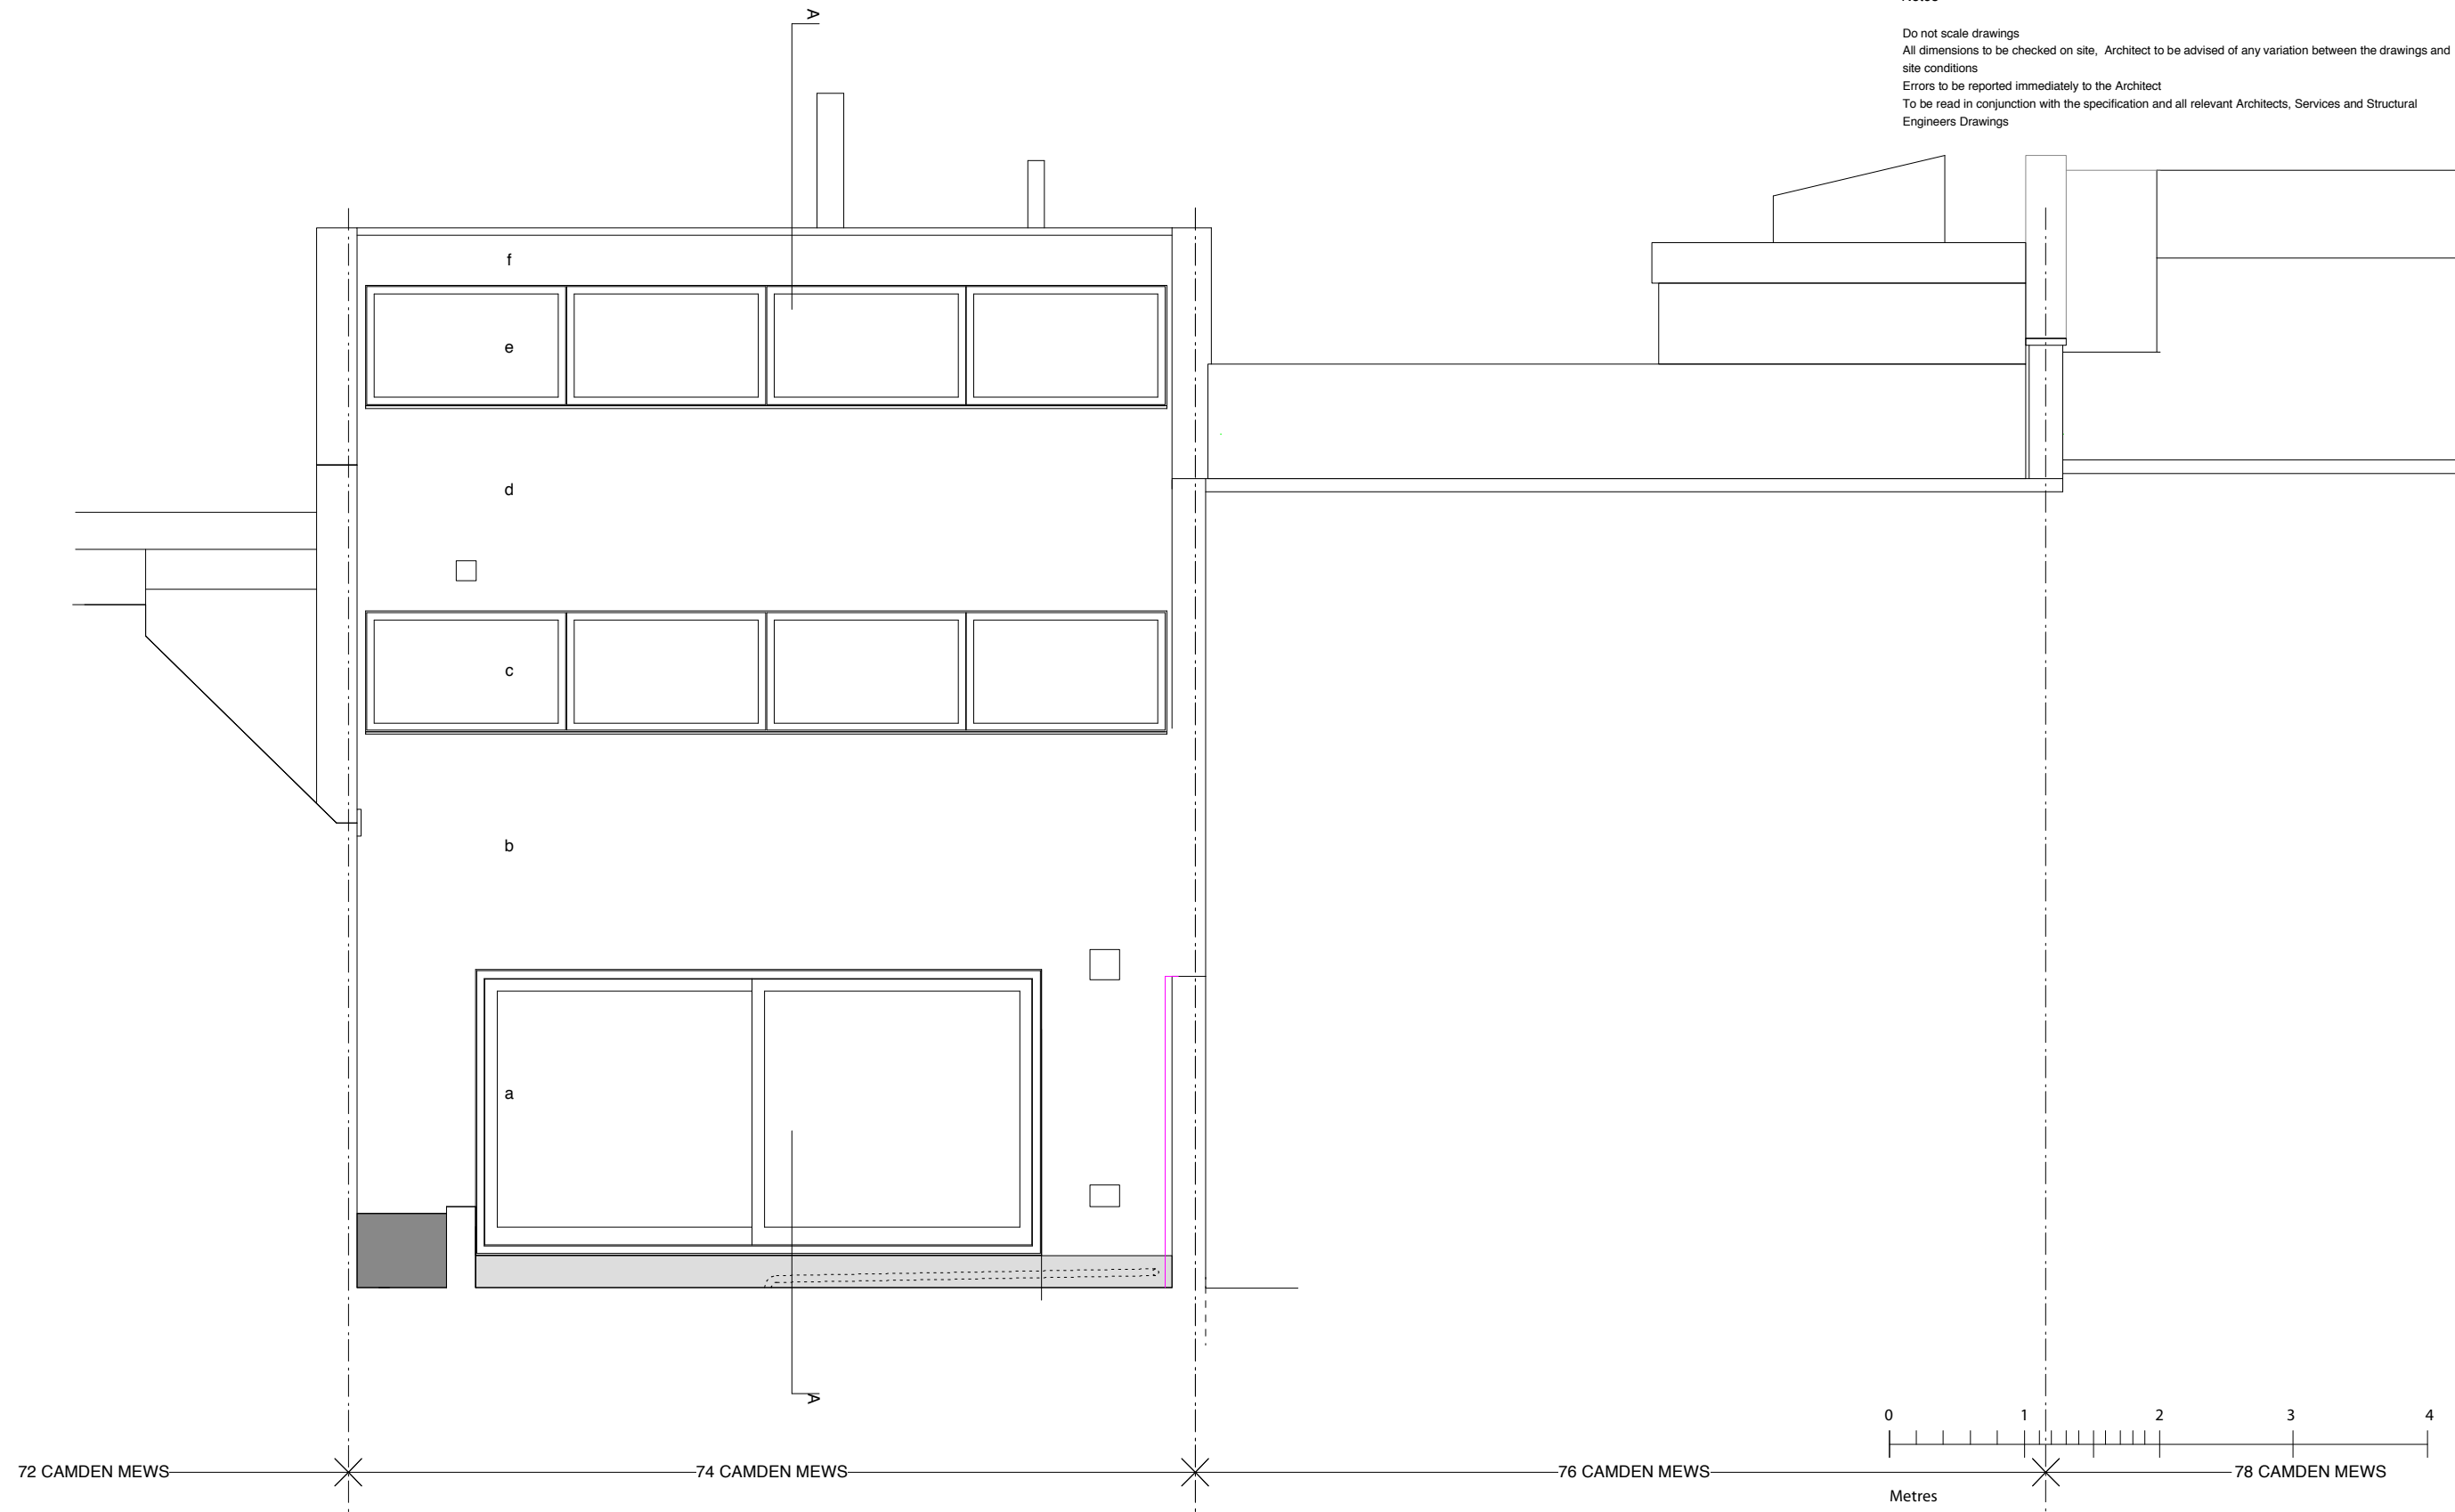 Notes
Do not scale drawings
All dimensions to be checked on site, Architect to be advised of any variation between the drawings and
site conditions
Errors to be reported immediately to the Architect
To be read in conjunction with the specification and all relevant Architects, Services and Structural
Engineers Drawings
A
f
e
d
c
b
a
A
0 1 2 3 4
72 CAMDEN MEWS 74 CAMDEN MEWS 76 CAMDEN MEWS 78 CAMDEN MEWS
Metres